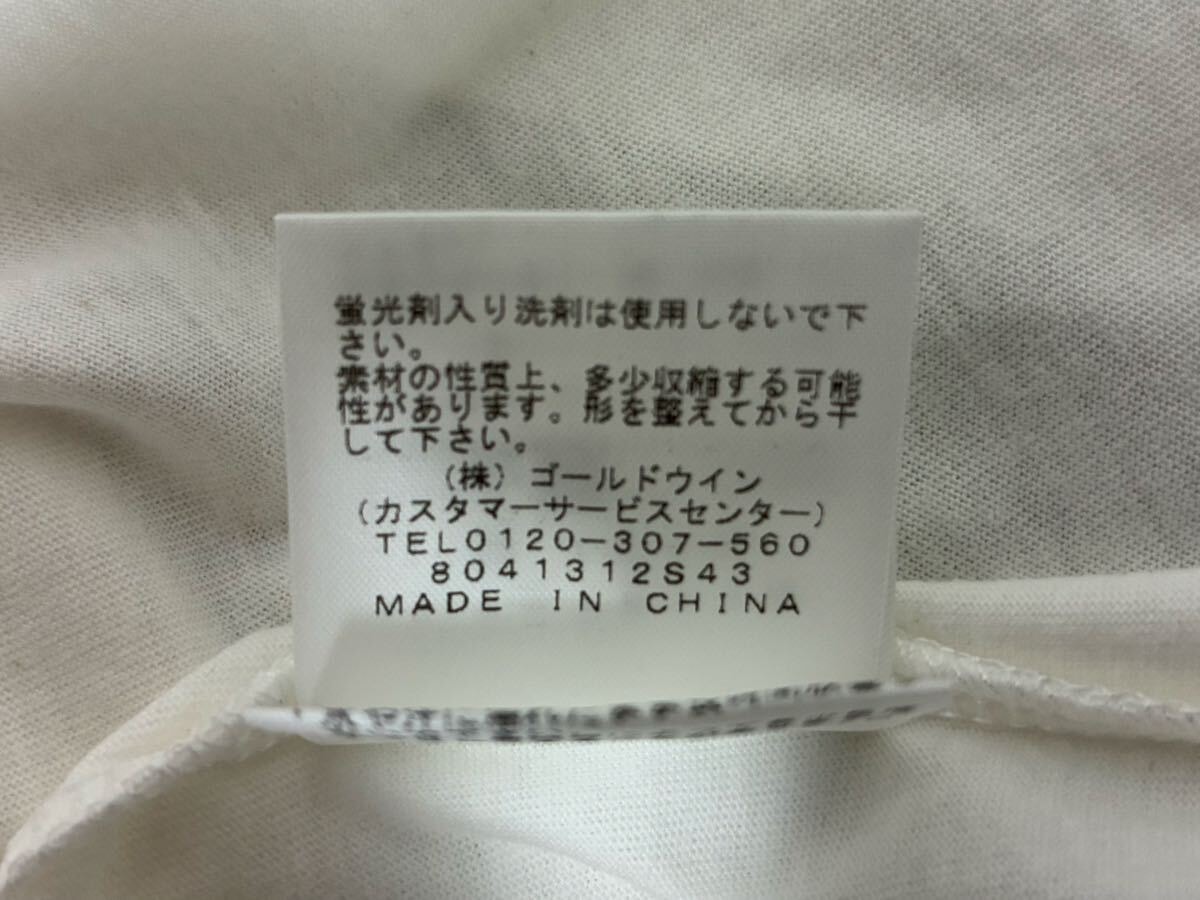 蛍光剤入り洗剤は使用しないで下
さい。
素材の性質上、多少収縮する可能
性があります。形を整えてから干
して下さい。
(株)ゴールドウイン
(カスタマーサービスセンター)
TEL0120-307-560
8041312S43
MADE IN CHINA